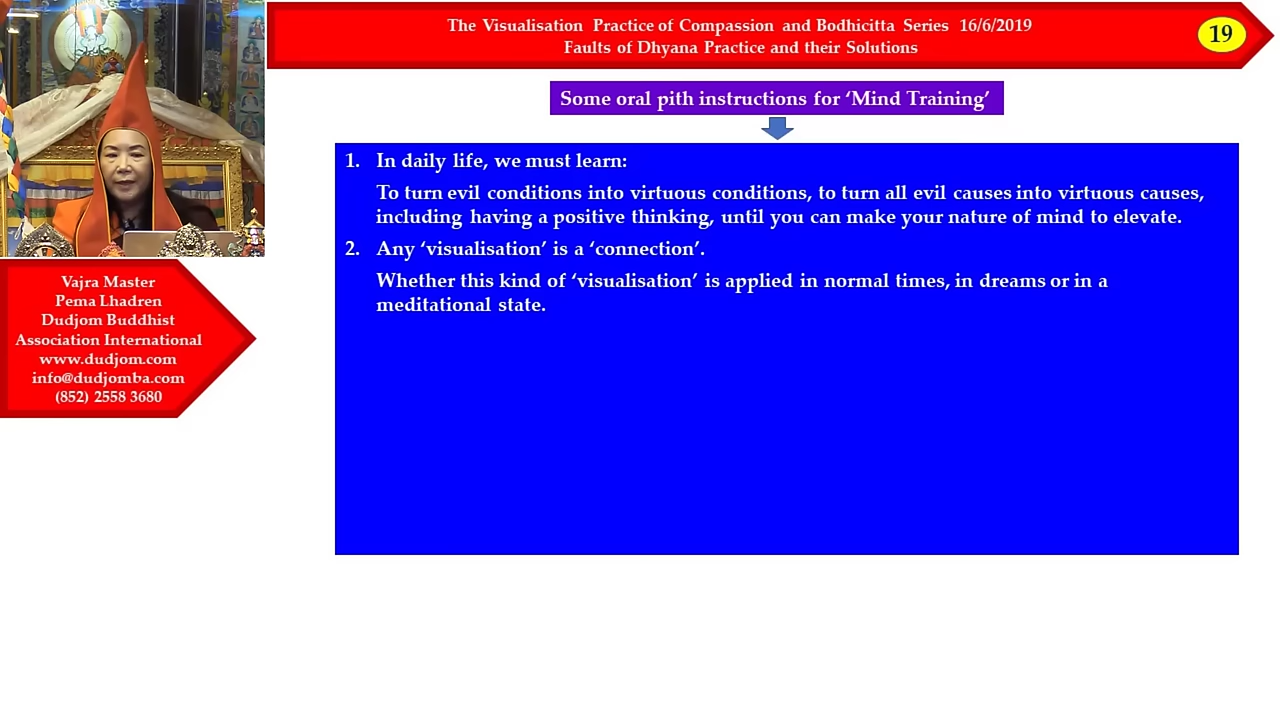 The Visualisation Practice of Compassion and Bodhicitta Series 16/6/2019
Faults of Dhyana Practice and their Solutions
19
Some oral pith instructions for ‘Mind Training’
1. In daily life, we must learn:
To turn evil conditions into virtuous conditions, to turn all evil causes into virtuous causes,
including having a positive thinking, until you can make your nature of mind to elevate.
2. Any ‘visualisation’ is a ‘connection’.
Whether this kind of ‘visualisation’ is applied in normal times, in dreams or in a
meditational state.
Vajra Master
Pema Lhadren
Dudjom Buddhist
Association International
www.dudjom.com
info@dudjomba.com
(852) 2558 3680